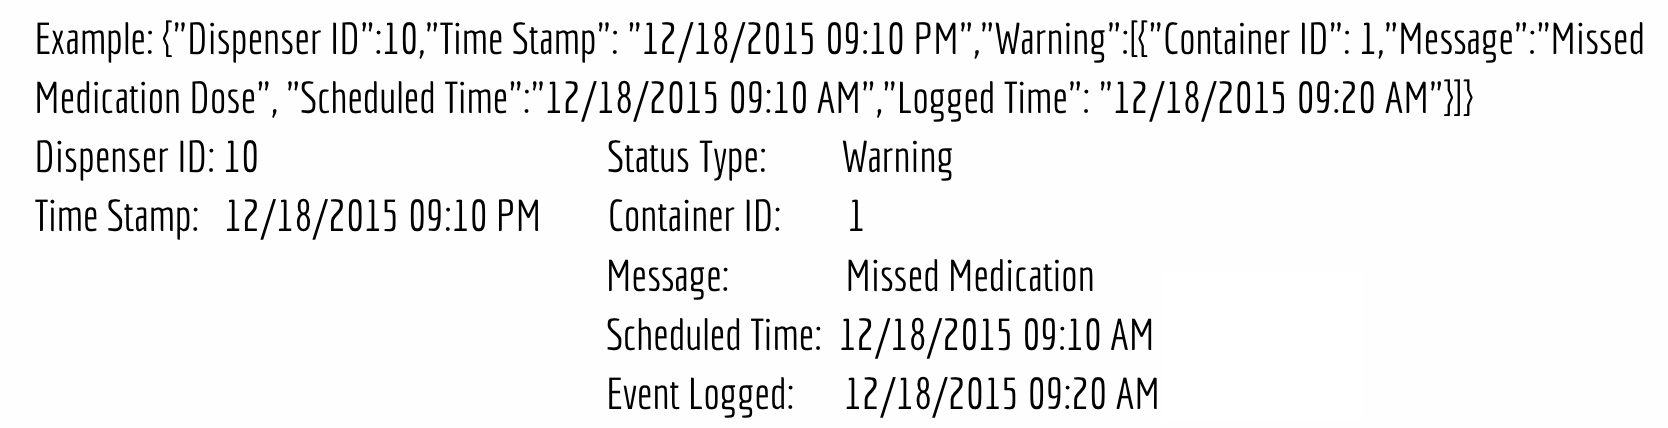 Example: {"Dispenser ID":10,"Time Stamp": "12/18/2015 09:10 PM","Warning":[{"Container ID": 1,"Message":"Missed
Medication Dose", "Scheduled Time":"12/18/2015 09:10 AM","Logged Time": "12/18/2015 09:20 AM"}]}
Dispenser ID: 10 Status Type: Warning
Time Stamp: 12/18/2015 09:10 PM Container ID: 1
Message: Missed Medication
Scheduled Time: 12/18/2015 09:10 AM
Event Logged: 12/18/2015 09:20 AM